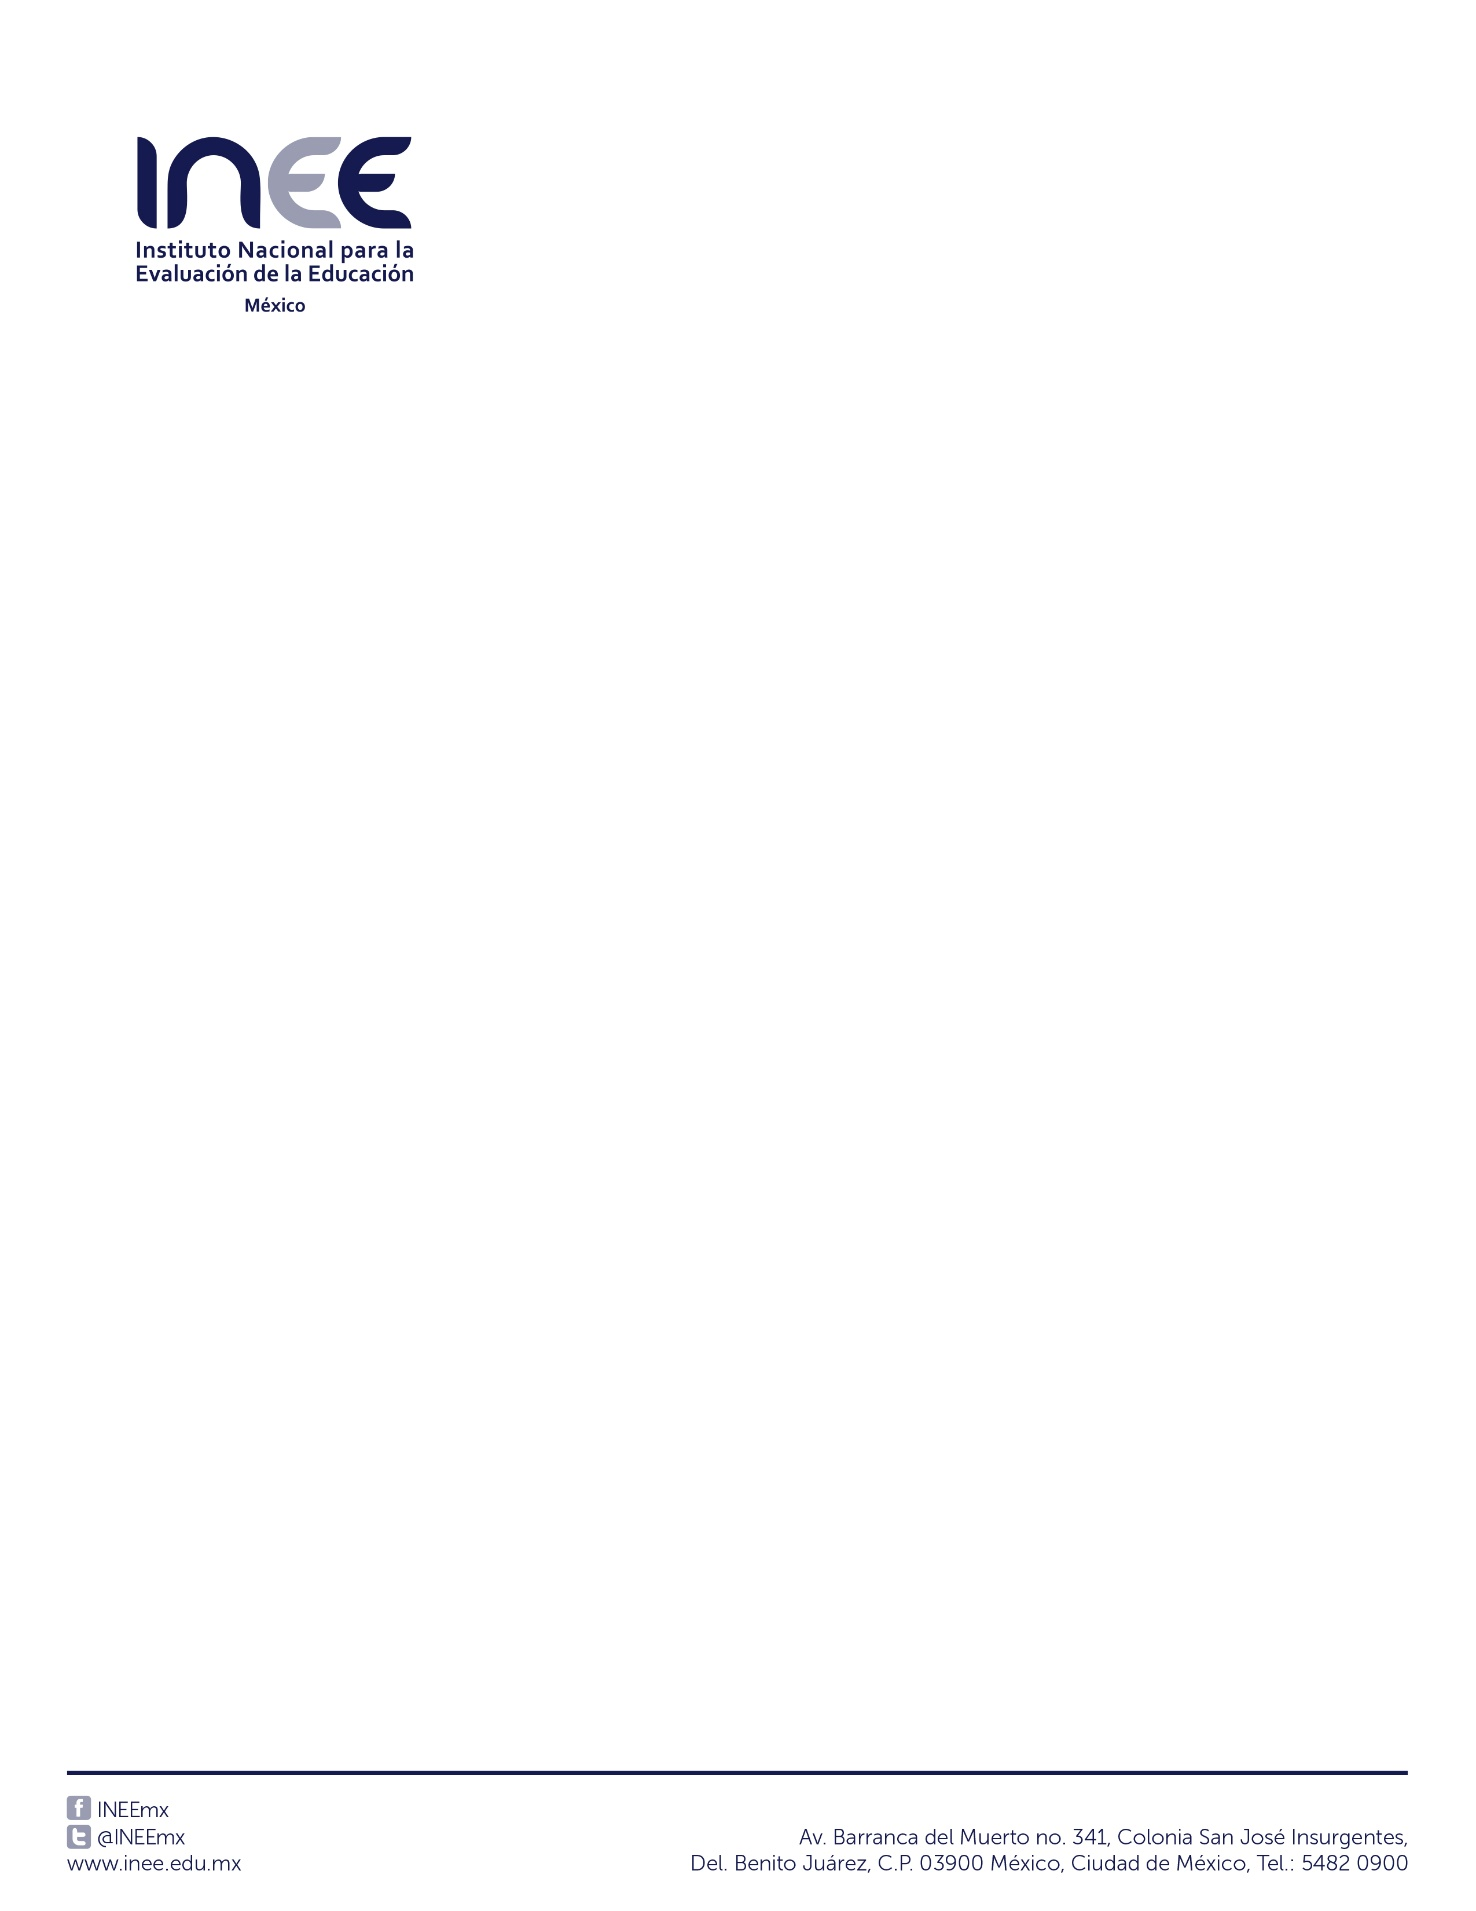 INEE
Instituto Nacional para la
Evaluación de la Educación
México
INEEmx
@INEEmx
www.inee.edu.mx
Av. Barranca del Muerto no. 341, Colonia San José Insurgentes,
Del. Benito Juárez, C.P. 03900 México, Ciudad de México, Tel.: 5482 0900